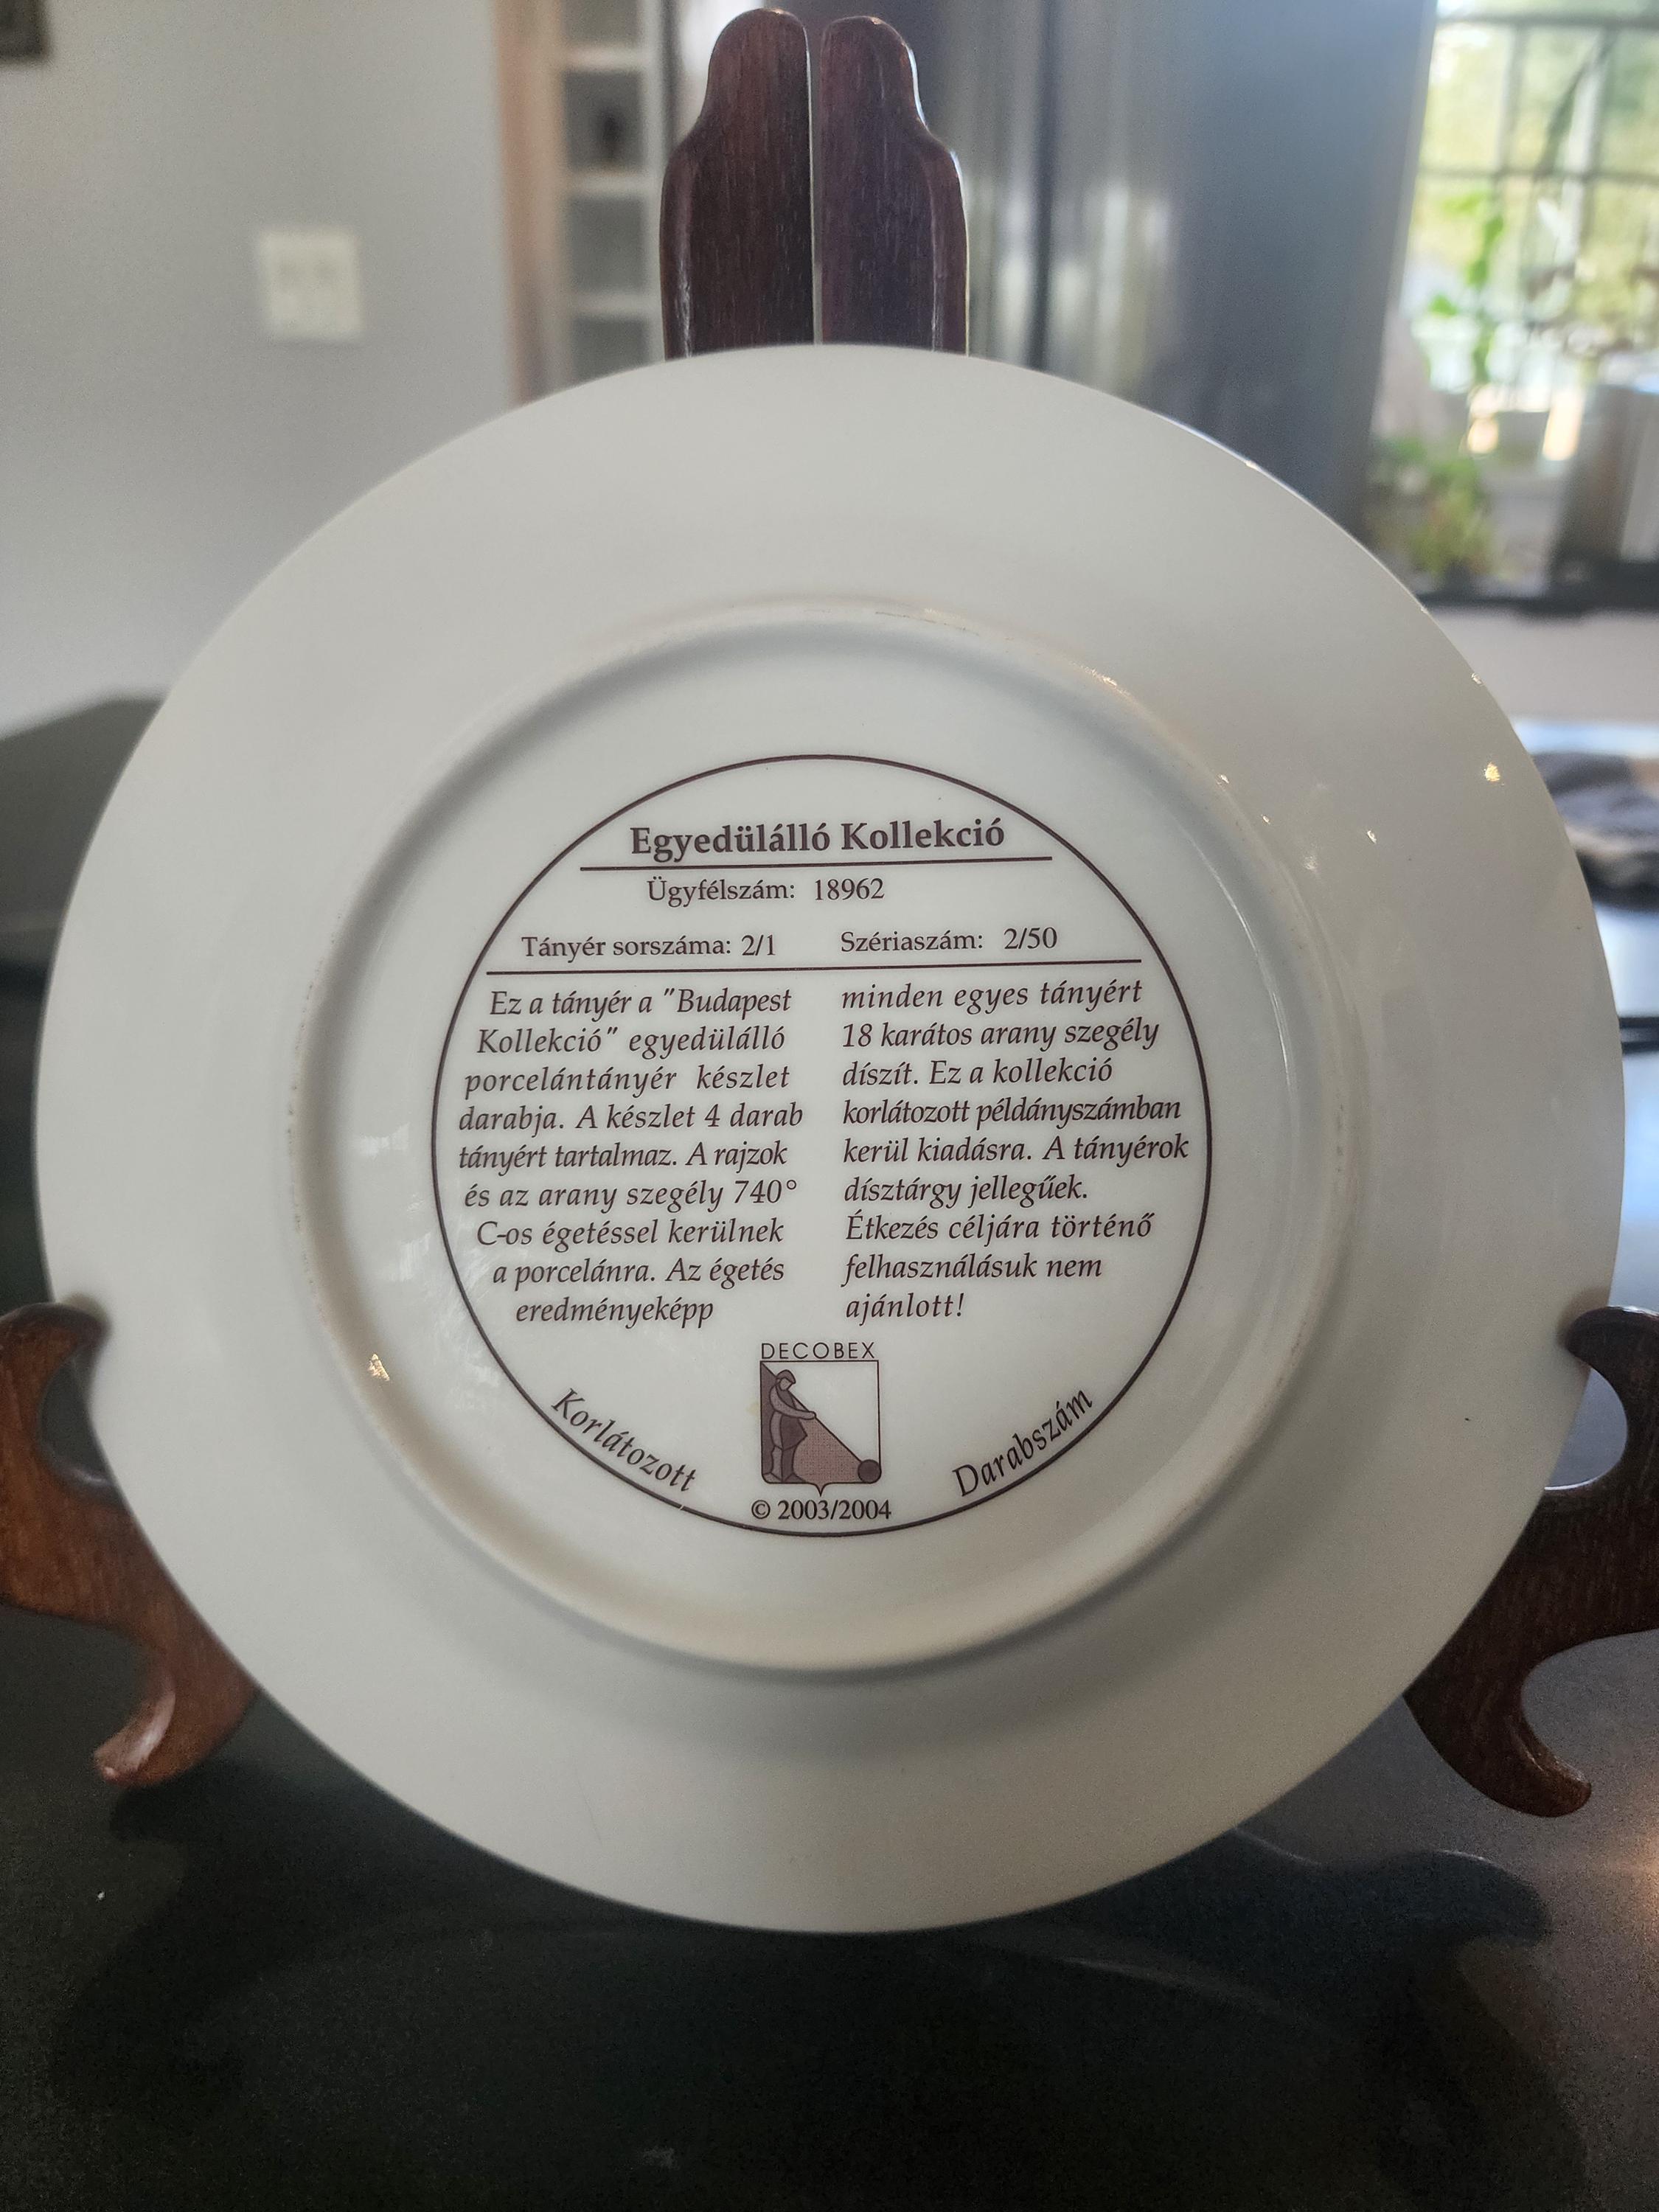 Egyedülálló Kollekció
Ügyfélszám: 18962
Tányér sorszáma: 2/1
Szériaszám: 2/50
Ez a tányér a "Budapest
Kollekció" egyedülálló
porcelántányér készlet
darabja. A készlet 4 darab
tányért tartalmaz. A rajzok
és az arany szegély 740°
C-os égetéssel kerülnek
a porcelánra. Az égetés
eredményeképp
minden egyes tányért
18 karátos arany szegély
díszít. Ez a kollekció
korlátozott példányszámban
kerül kiadásra. A tányérok
dísztárgy jellegűek.
Étkezés céljára történő
felhasználásuk nem
ajánlott!
DECOBEX
Korlátozott
Darabszám
© 2003/2004